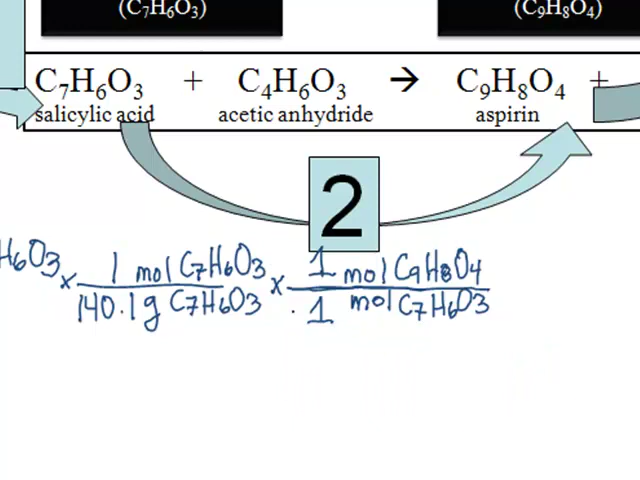 (C₇H₆O₃) (C₉H₈O₄)
C₇H₆O₃ + C₄H₆O₃ → C₉H₈O₄ +
salicylic acid acetic anhydride aspirin
2
H₆O₃ x 1 mol C₇H₆O₃ x 1 mol C₉H₈O₄
140.1g C₇H₆O₃ . 1 mol C₇H₆O₃